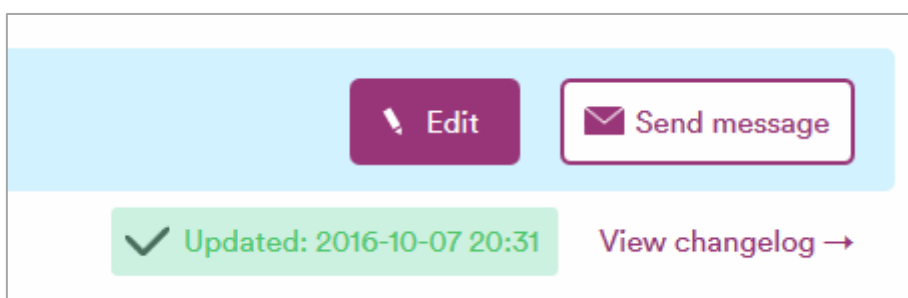 Edit Send message
Updated: 2016-10-07 20:31 View changelog →